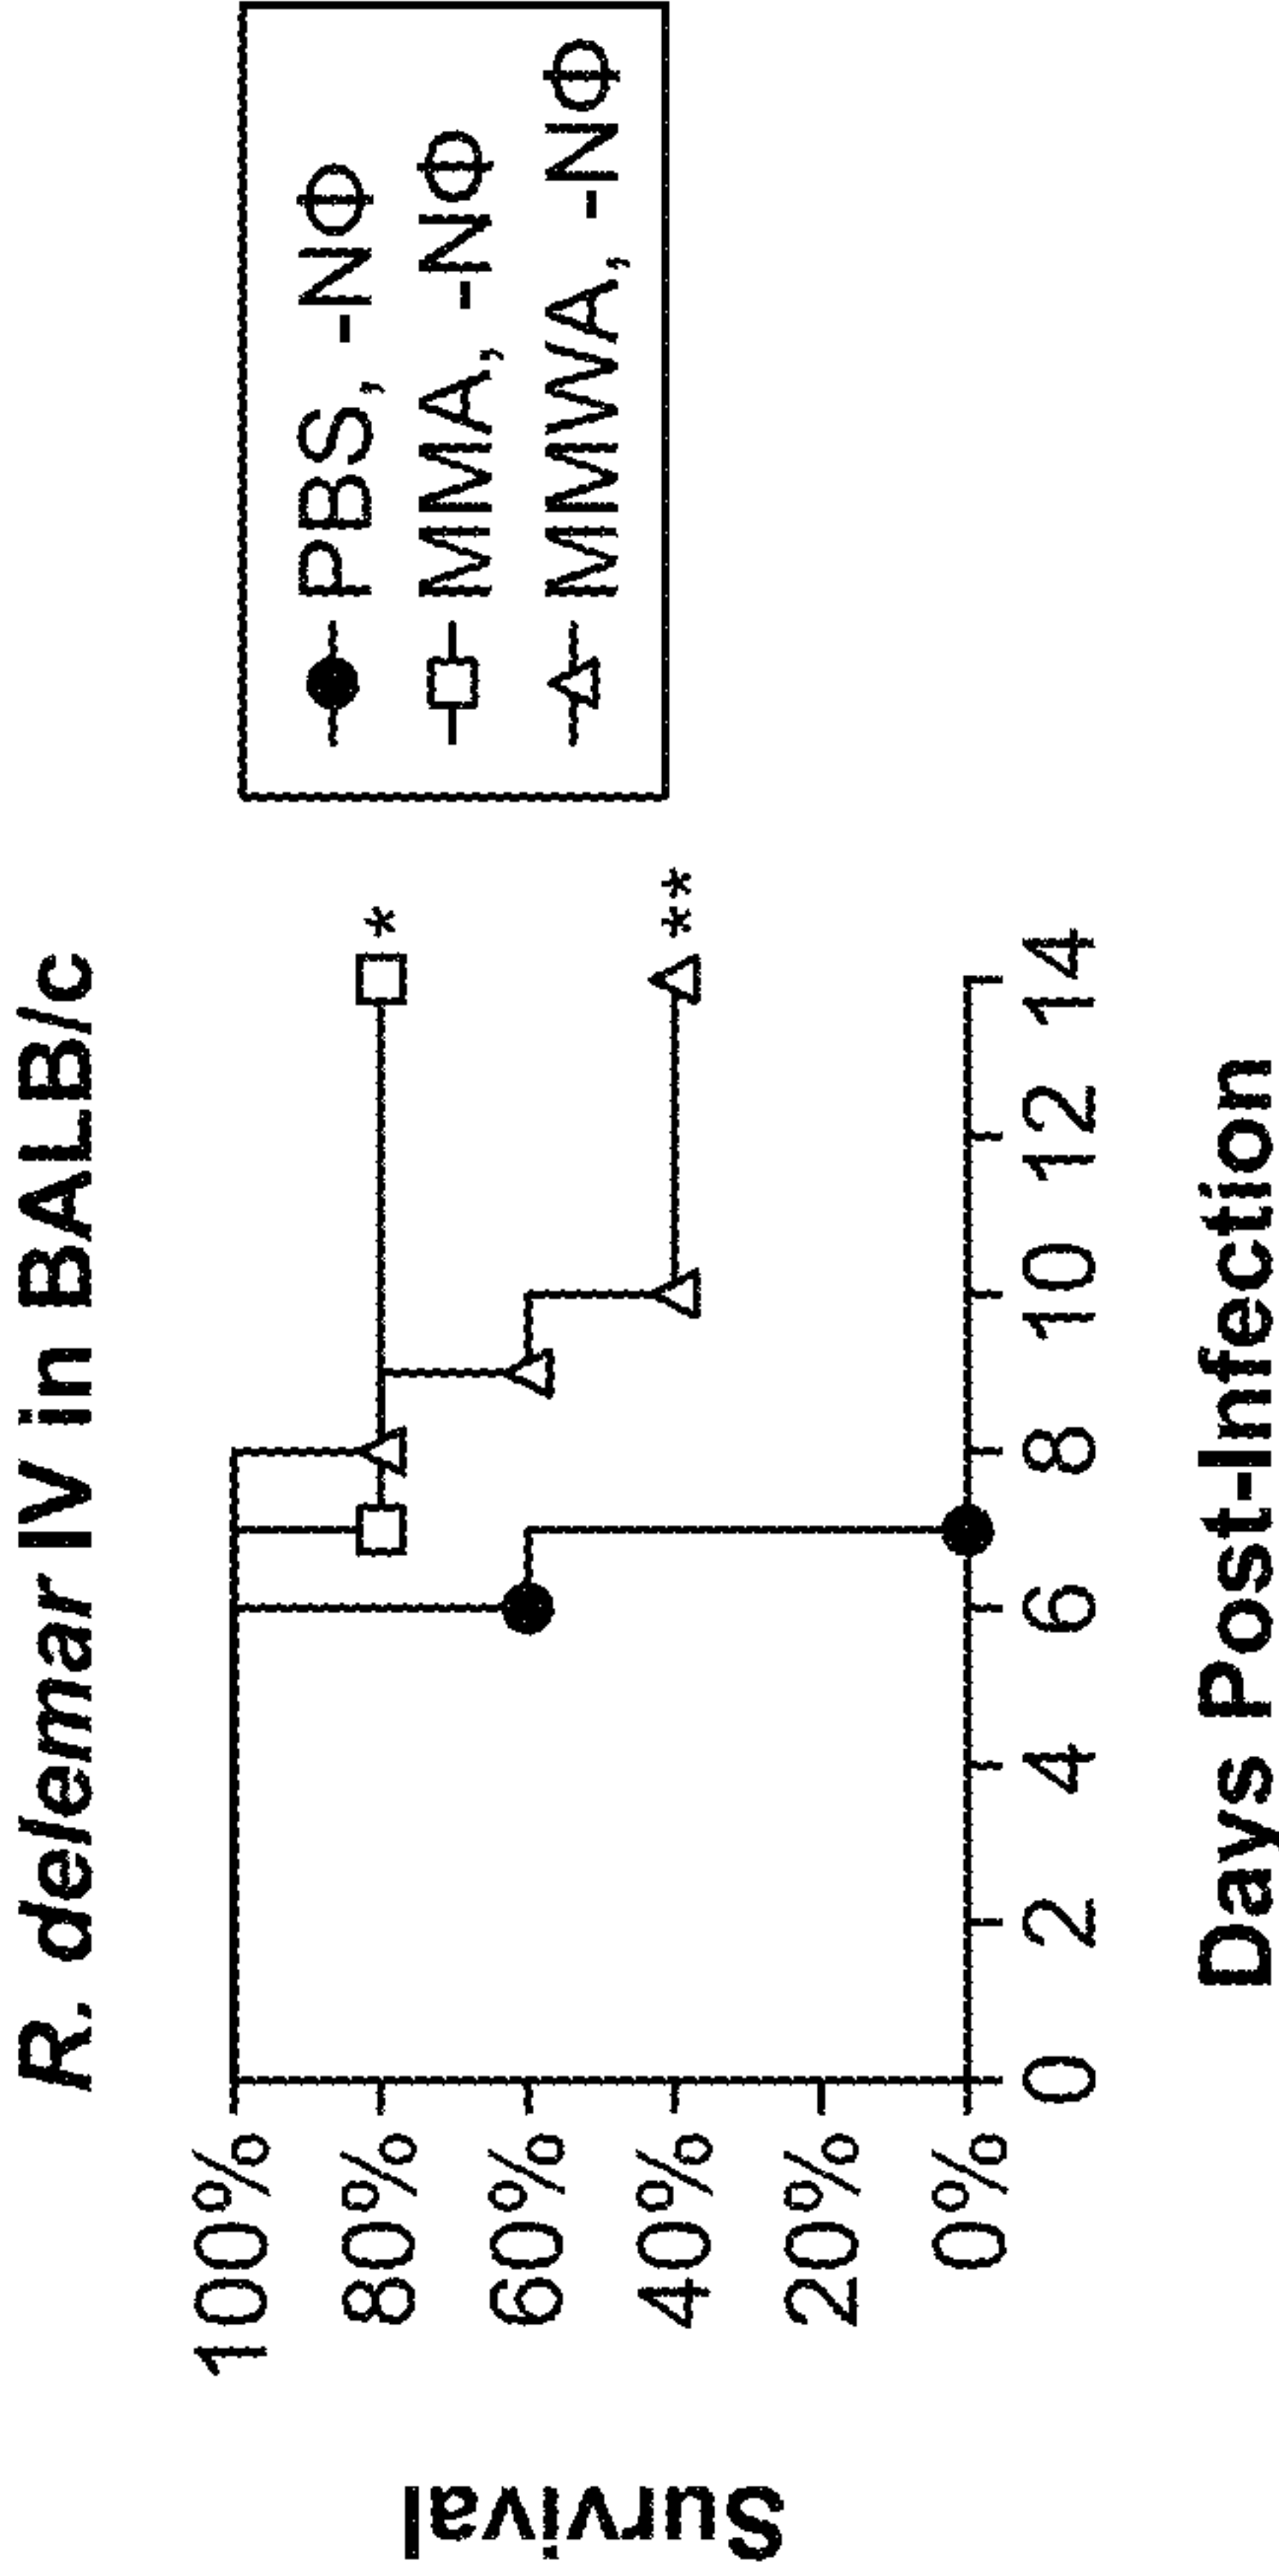 R. delemar IV in BALB/c
Survival
100%
80%
60%
40%
20%
0%
0 2 4 6 8 10 12 14
Days Post-Infection
*
**
PBS, -NΦ
MMA, -NΦ
MMWA, -NΦ